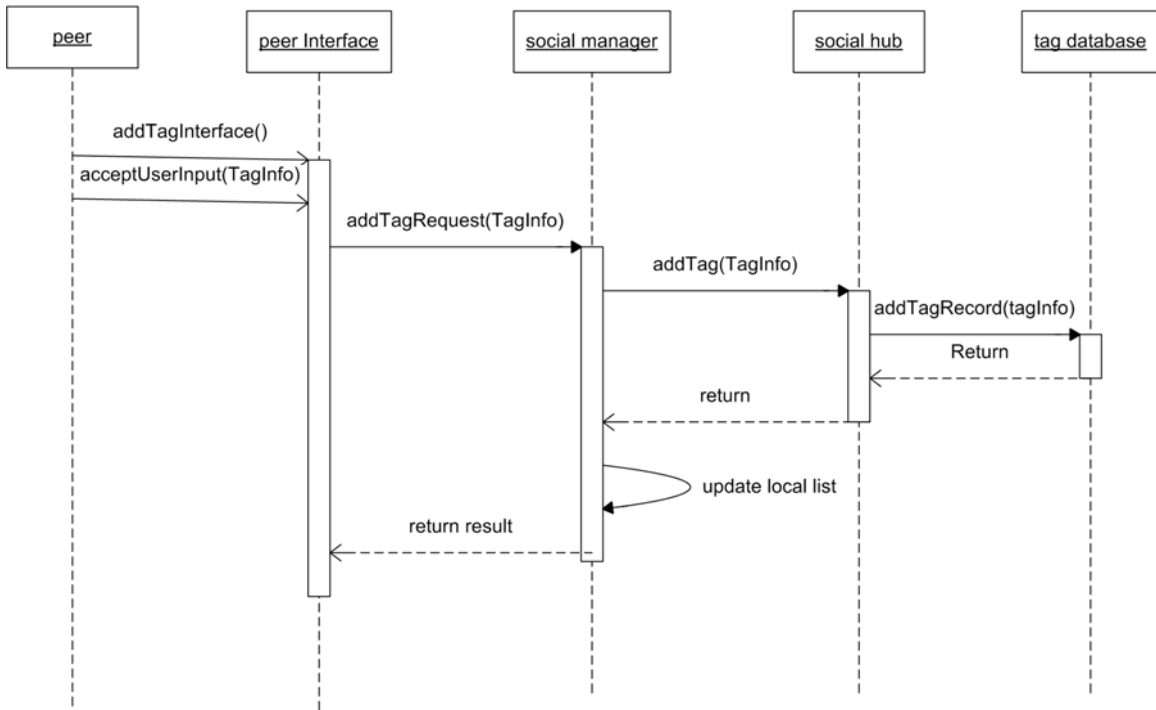 peer
peer Interface
social manager
social hub
tag database
addTagInterface()
acceptUserInput(TagInfo)
addTagRequest(TagInfo)
addTag(TagInfo)
addTagRecord(tagInfo)
Return
return
update local list
return result